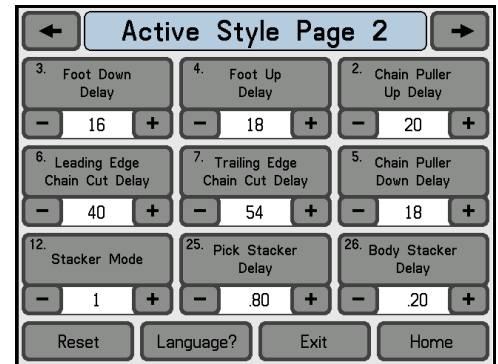 ← Active Style Page 2 →
3. Foot Down Delay
− 16 +
4. Foot Up Delay
− 18 +
2. Chain Puller Up Delay
− 20 +
6. Leading Edge Chain Cut Delay
− 40 +
7. Trailing Edge Chain Cut Delay
− 54 +
5. Chain Puller Down Delay
− 18 +
12. Stacker Mode
− 1 +
25. Pick Stacker Delay
− .80 +
26. Body Stacker Delay
− .20 +
Reset
Language?
Exit
Home